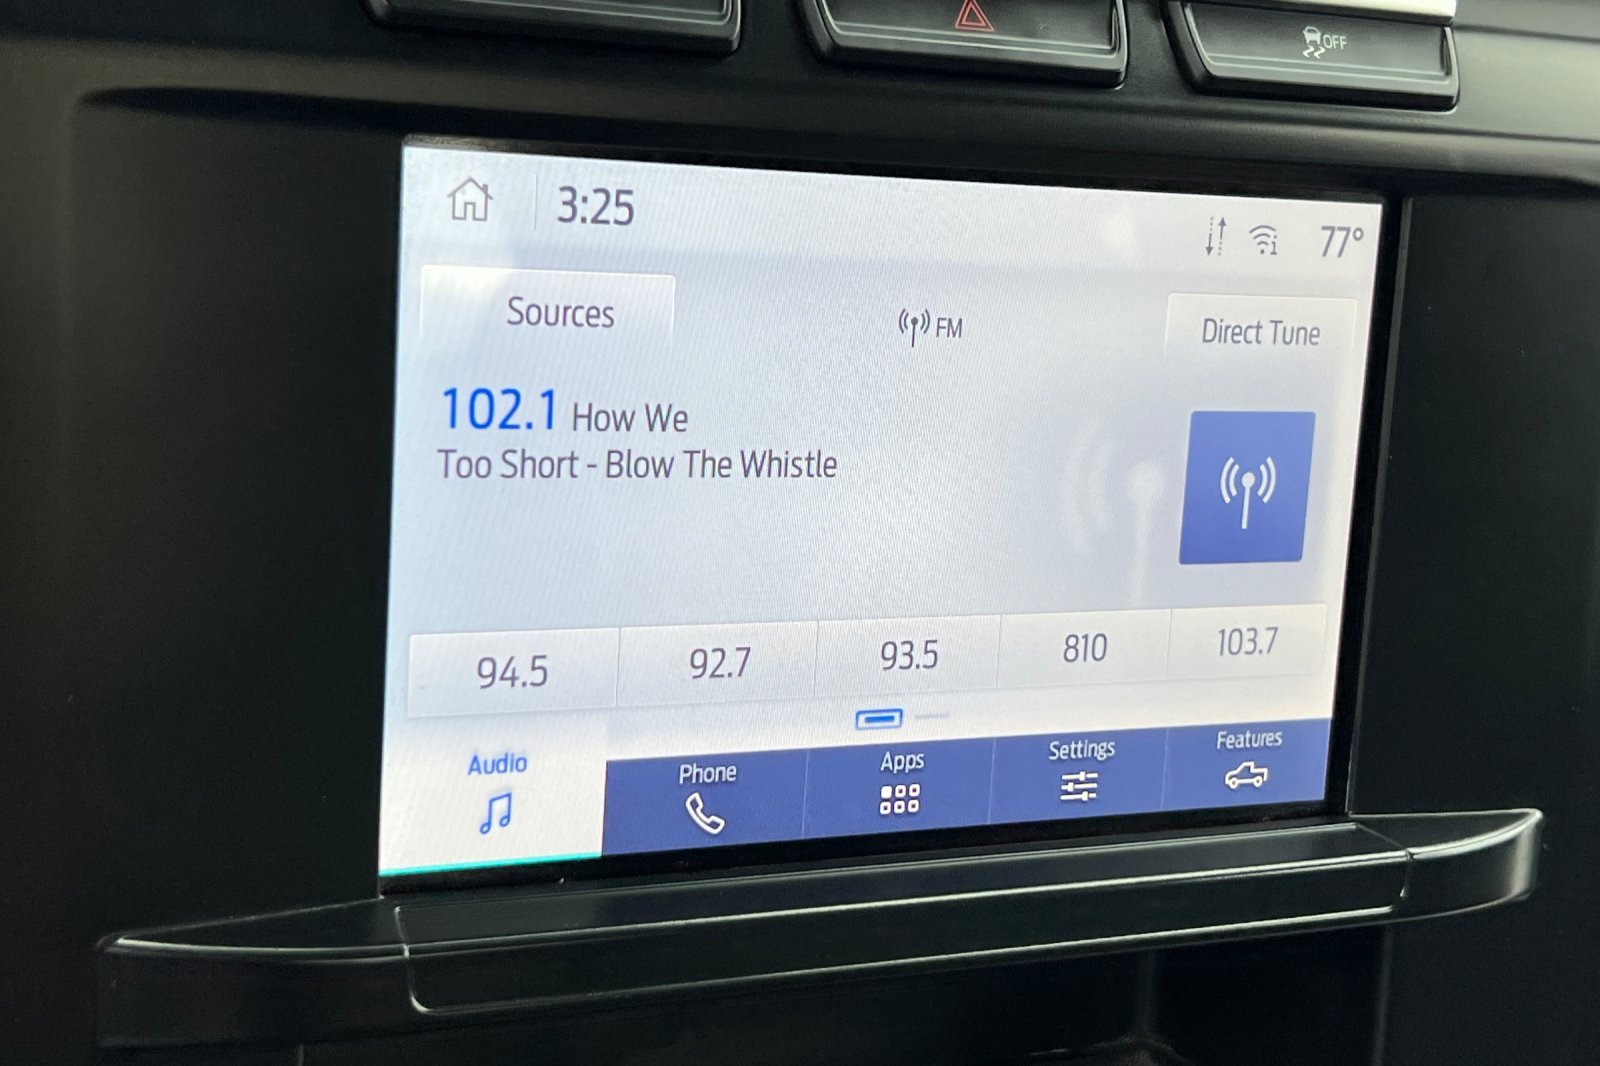 OFF
3:25
77°
Sources
FM
Direct Tune
102.1 How We
Too Short - Blow The Whistle
94.5
92.7
93.5
810
103.7
Audio
Phone
Apps
Settings
Features